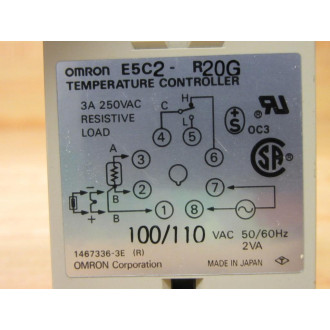 OMRON E5C2- R20G
TEMPERATURE CONTROLLER
3A 250VAC
RESISTIVE
LOAD
C H L
4 5 6
OC3
A
3
B
2
7
B
1 8
100/110 VAC 50/60Hz
2VA
1467336-3E (R)
OMRON Corporation MADE IN JAPAN